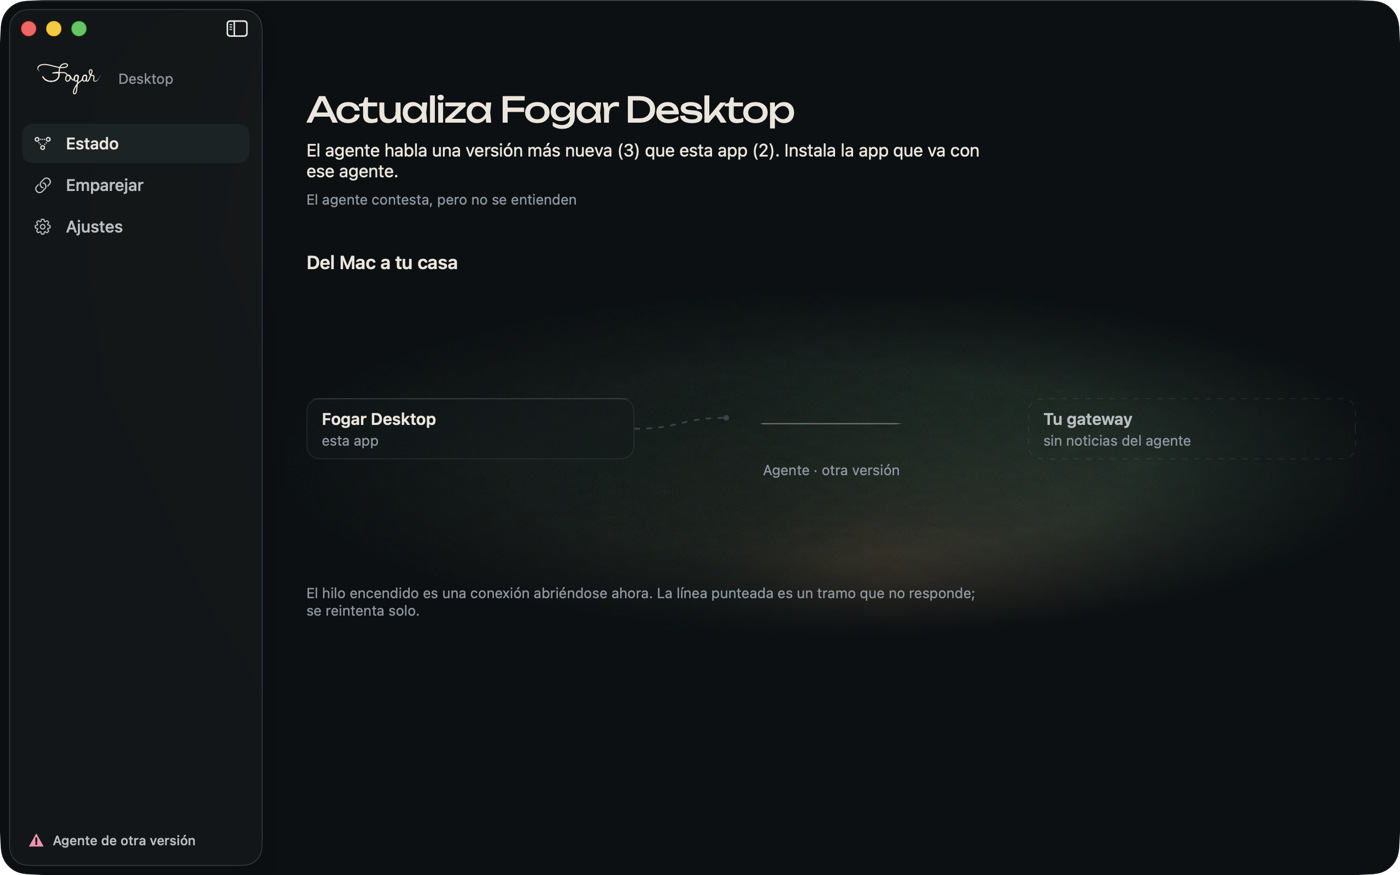 Fogar Desktop
Estado
Emparejar
Ajustes
Actualiza Fogar Desktop
El agente habla una versión más nueva (3) que esta app (2). Instala la app que va con
ese agente.
El agente contesta, pero no se entienden
Del Mac a tu casa
Fogar Desktop
esta app
Agente · otra versión
Tu gateway
sin noticias del agente
El hilo encendido es una conexión abriéndose ahora. La línea punteada es un tramo que no responde;
se reintenta solo.
Agente de otra versión